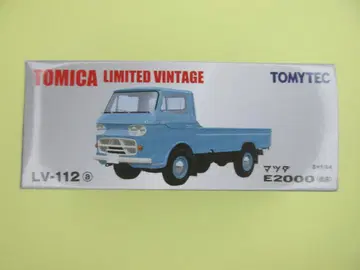 TOMICA LIMITED VINTAGE
TOMYTEC
LV-112 a
マツダ
E2000